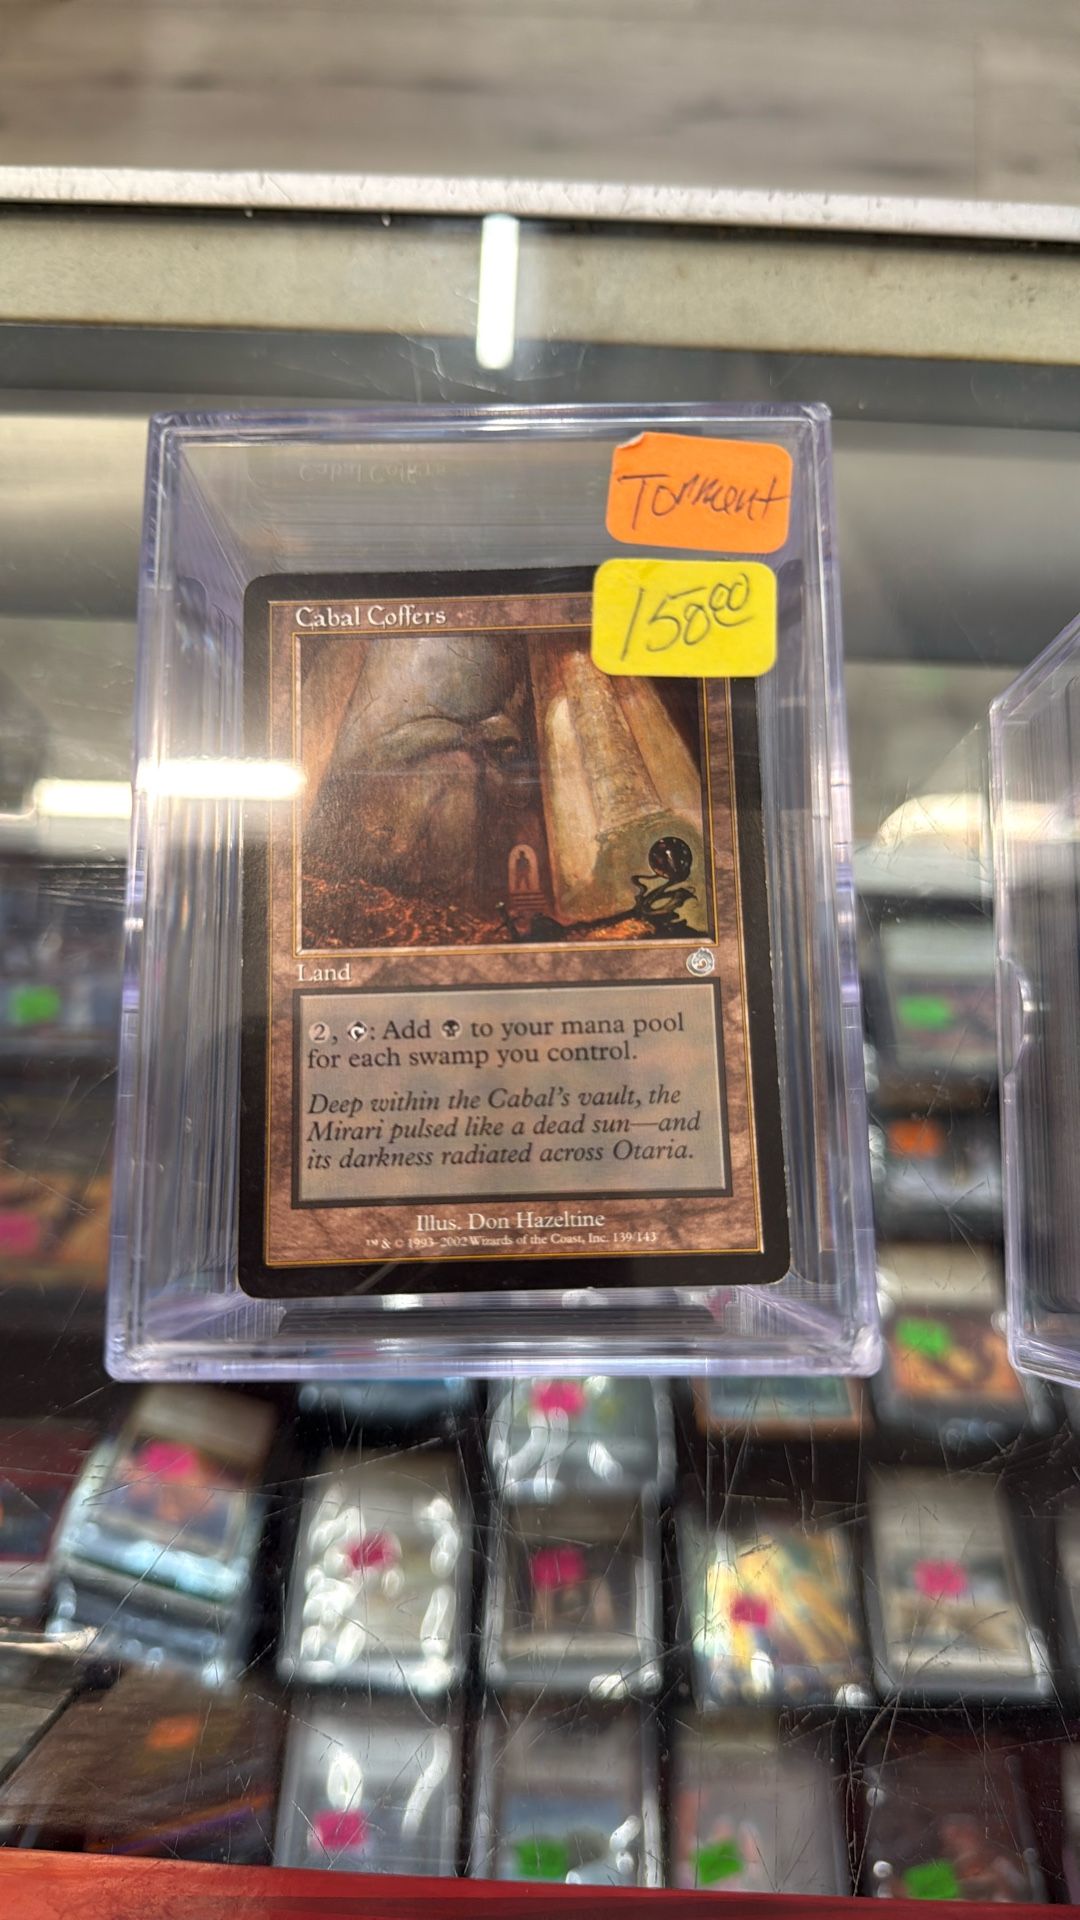 Torment
158.00
Cabal Coffers
Land
2, : Add to your mana pool
for each swamp you control.
Deep within the Cabal's vault, the
Mirari pulsed like a dead sun—and
its darkness radiated across Otaria.
Illus. Don Hazeltine
™ & © 1993-2002 Wizards of the Coast, Inc. 139/143